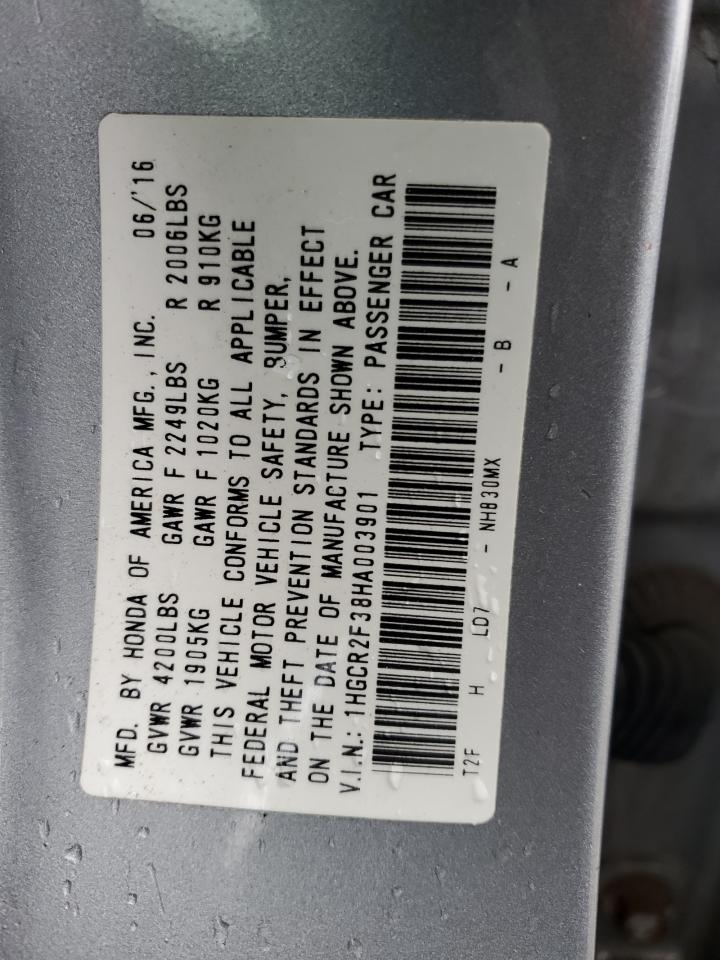 MFD. BY HONDA OF AMERICA MFG., INC. 06/'16
GVWR 4200LBS GAWR F 2249LBS R 2006LBS
GVWR 1905KG GAWR F 1020KG R 910KG
THIS VEHICLE CONFORMS TO ALL APPLICABLE
FEDERAL MOTOR VEHICLE SAFETY, BUMPER,
AND THEFT PREVENTION STANDARDS IN EFFECT
ON THE DATE OF MANUFACTURE SHOWN ABOVE.
V.I.N.: 1HGCR2F38HA003901 TYPE: PASSENGER CAR
T2F H LD7 - NH830MX - B - A